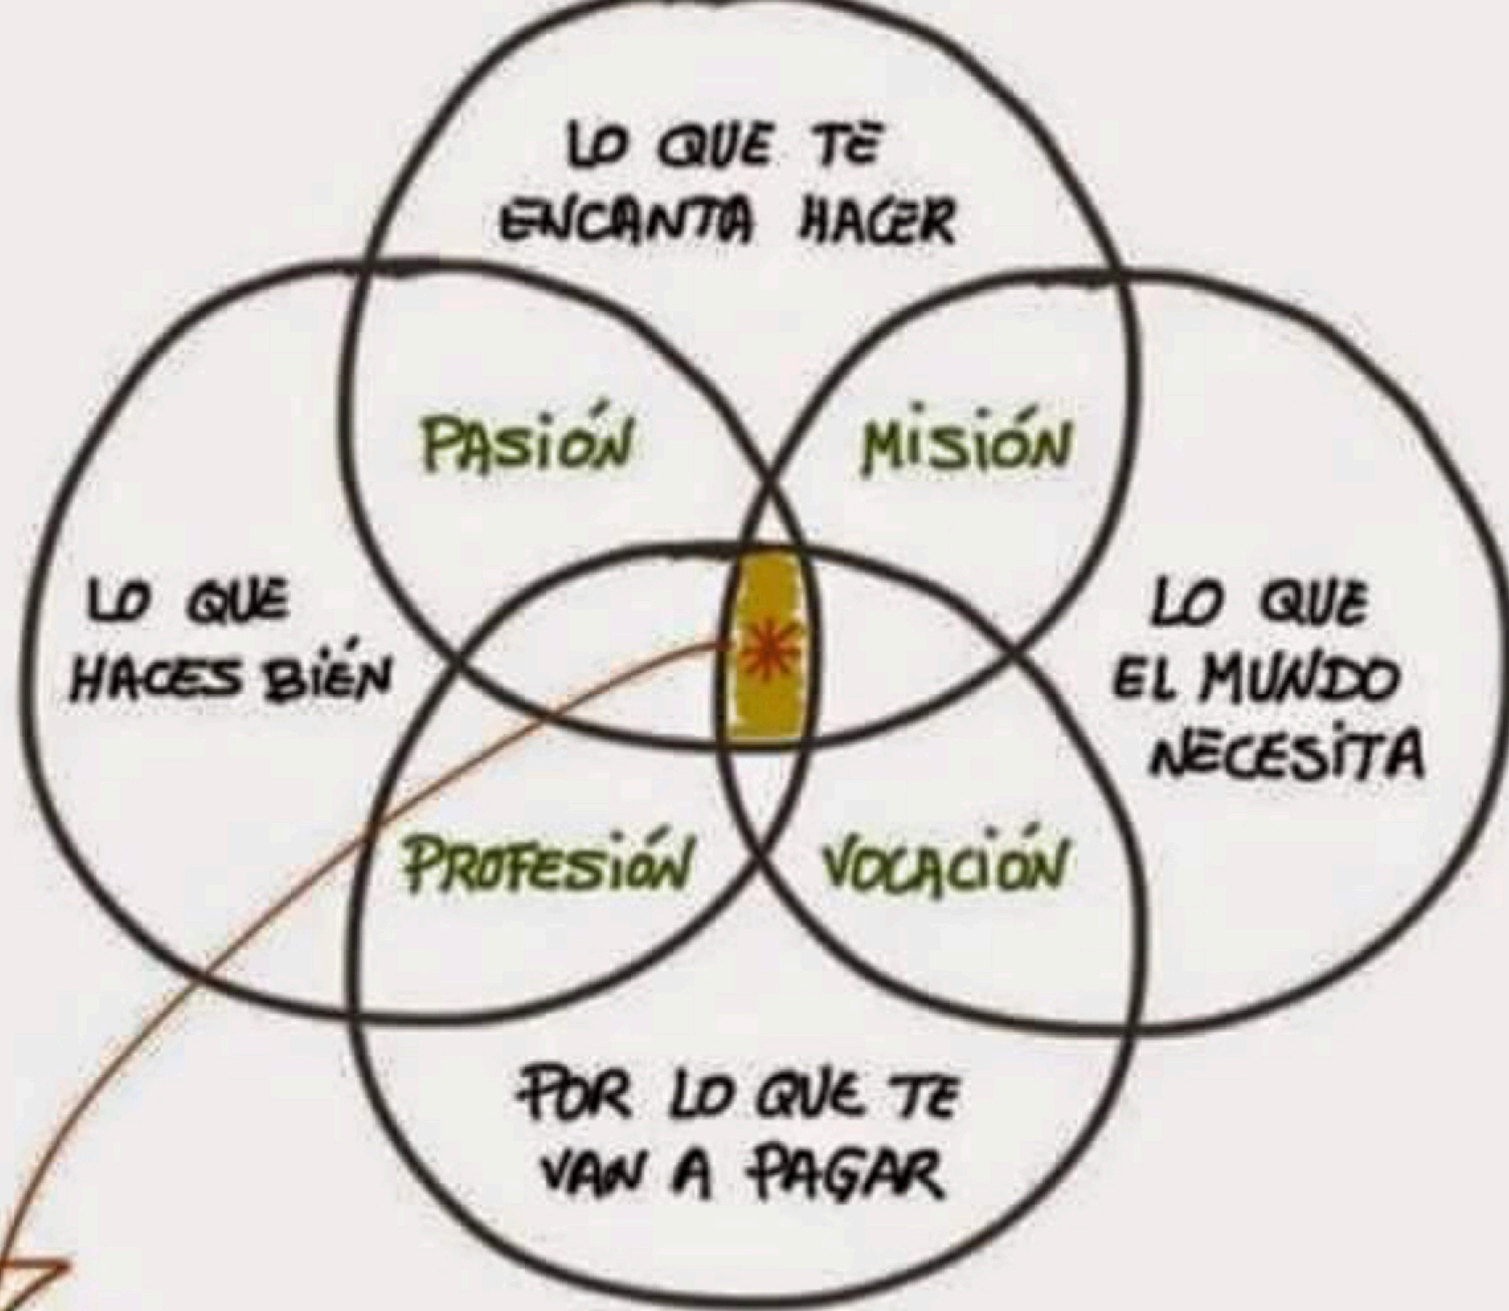 LO QUE TE
ENCANTA HACER
PASIÓN
MISIÓN
LO QUE
HACES BIÉN
LO QUE
EL MUNDO
NECESITA
PROFESIÓN
VOCACIÓN
POR LO QUE TE
VAN A PAGAR